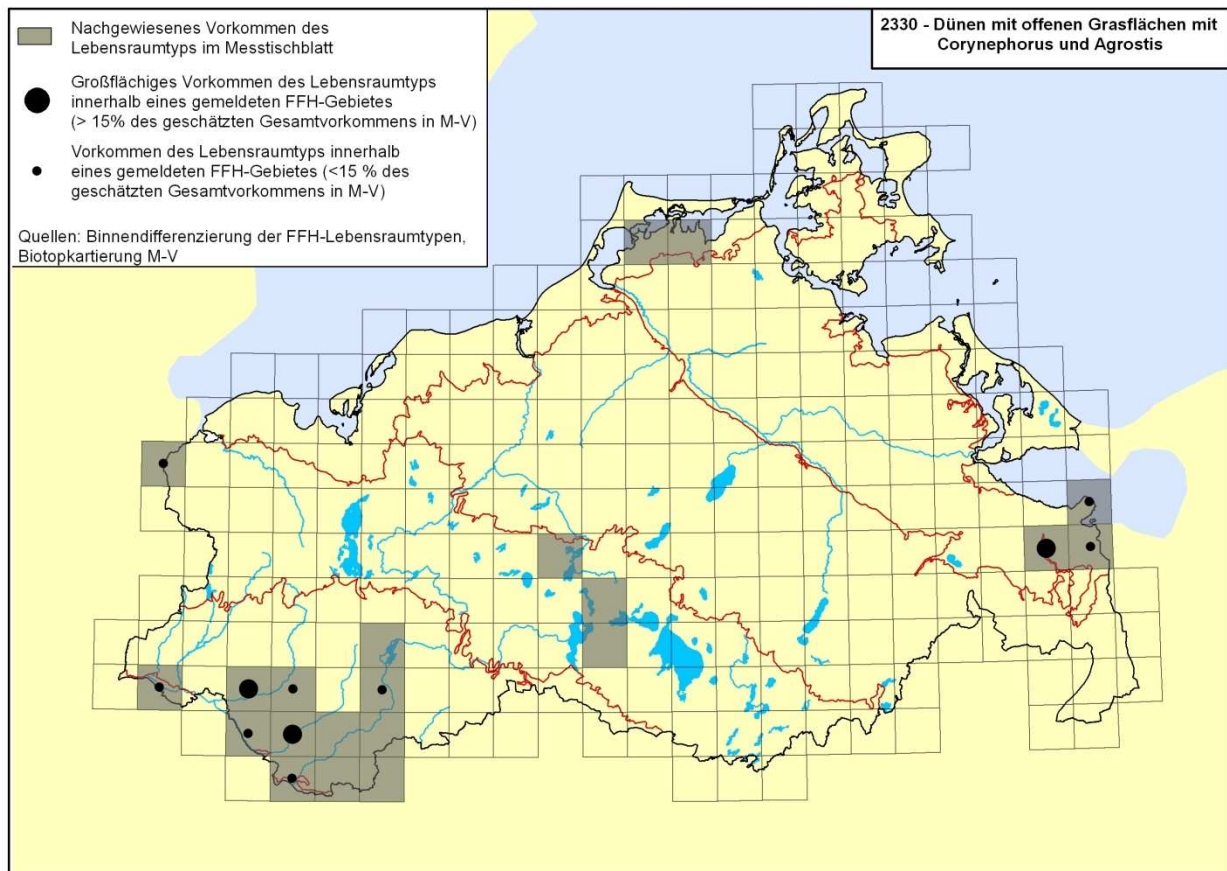 Nachgewiesenes Vorkommen des
Lebensraumtyps im Messtischblatt
Großflächiges Vorkommen des Lebensraumtyps
innerhalb eines gemeldeten FFH-Gebietes
(> 15% des geschätzten Gesamtvorkommens in M-V)
Vorkommen des Lebensraumtyps innerhalb
eines gemeldeten FFH-Gebietes (<15 % des
geschätzten Gesamtvorkommens in M-V)
Quellen: Binnendifferenzierung der FFH-Lebensraumtypen,
Biotopkartierung M-V
2330 - Dünen mit offenen Grasflächen mit
Corynephorus und Agrostis